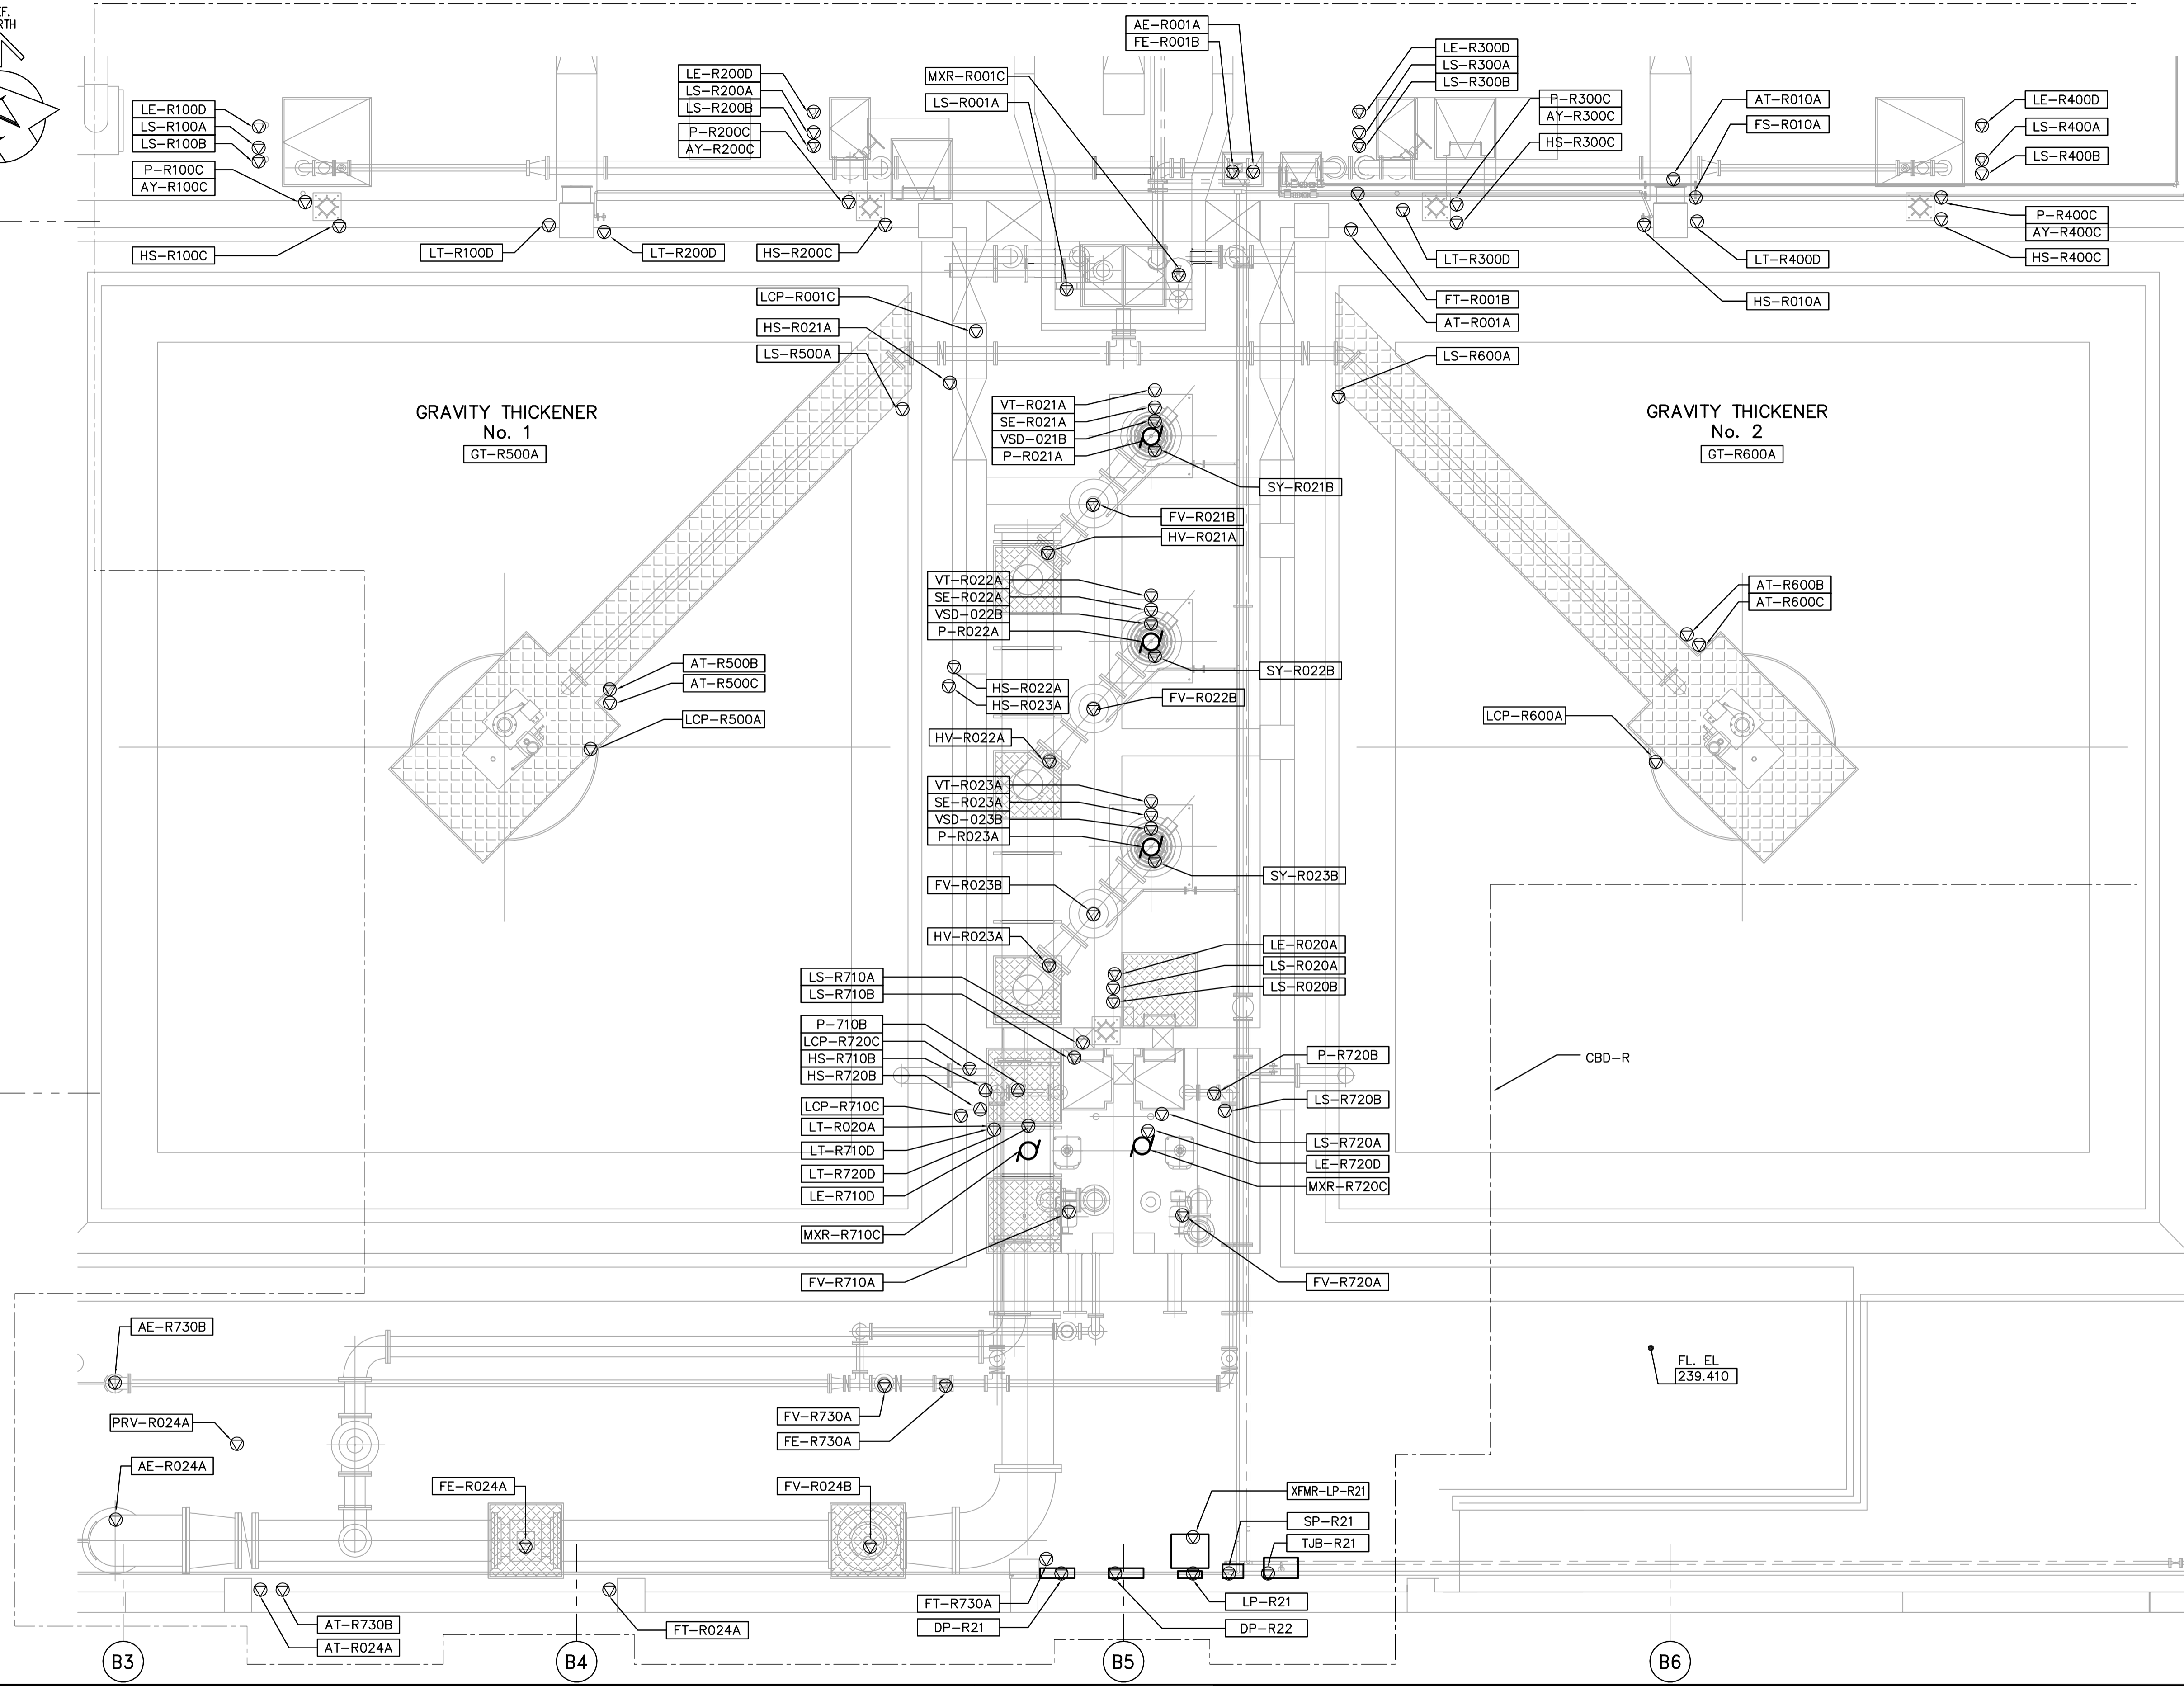 AE-R001A
FE-R001B
LE-R300D
LS-R300A
LS-R300B
LE-R200D
LS-R200A
LS-R200B
MXR-R001C
LS-R001A
P-R300C
AY-R300C
HS-R300C
AT-R010A
FS-R010A
LE-R400D
LS-R400A
LS-R400B
LE-R100D
LS-R100A
LS-R100B
P-R100C
AY-R100C
P-R200C
AY-R200C
P-R400C
AY-R400C
HS-R400C
HS-R100C
LT-R100D
LT-R200D
HS-R200C
LT-R300D
LT-R400D
LCP-R001C
HS-R021A
LS-R500A
FT-R001B
AT-R001A
HS-R010A
LS-R600A
GRAVITY THICKENER
No. 1
GT-R500A
GRAVITY THICKENER
No. 2
GT-R600A
VT-R021A
SE-R021A
VSD-021B
P-R021A
SY-R021B
FV-R021B
HV-R021A
VT-R022A
SE-R022A
VSD-022B
P-R022A
AT-R600B
AT-R600C
AT-R500B
AT-R500C
LCP-R500A
SY-R022B
HS-R022A
HS-R023A
FV-R022B
HV-R022A
LCP-R600A
VT-R023A
SE-R023A
VSD-023B
P-R023A
SY-R023B
FV-R023B
HV-R023A
LE-R020A
LS-R020A
LS-R020B
LS-R710A
LS-R710B
P-710B
LCP-R720C
HS-R710B
HS-R720B
LCP-R710C
LT-R020A
LT-R710D
LT-R720D
LE-R710D
MXR-R710C
FV-R710A
P-R720B
LS-R720B
LS-R720A
LE-R720D
MXR-R720C
FV-R720A
CBD-R
AE-R730B
FL. EL
239.410
PRV-R024A
AE-R024A
FV-R730A
FE-R730A
FE-R024A
FV-R024B
XFMR-LP-R21
SP-R21
TJB-R21
FT-R730A
DP-R21
LP-R21
DP-R22
AT-R730B
AT-R024A
FT-R024A
B3
B4
B5
B6